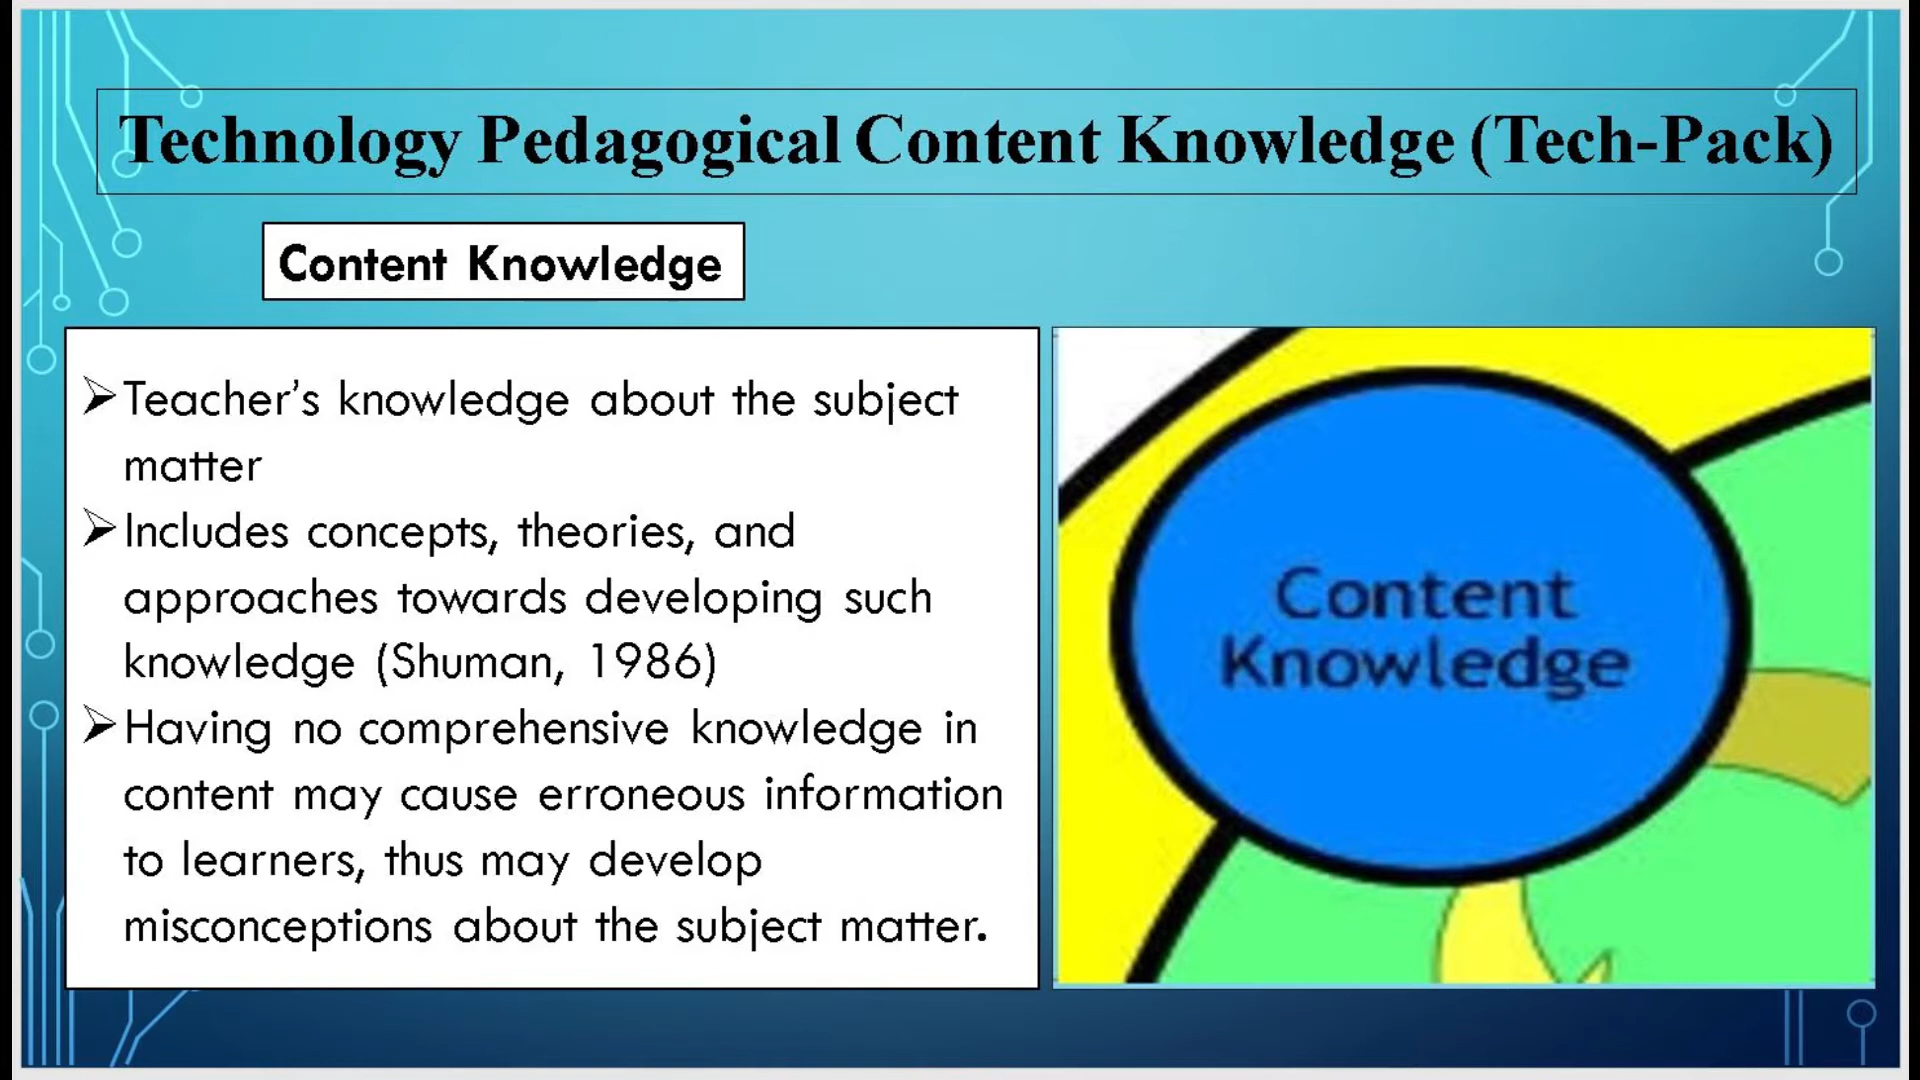 Technology Pedagogical Content Knowledge (Tech-Pack)
Content Knowledge
➢Teacher’s knowledge about the subject
matter
➢Includes concepts, theories, and
approaches towards developing such
knowledge (Shuman, 1986)
➢Having no comprehensive knowledge in
content may cause erroneous information
to learners, thus may develop
misconceptions about the subject matter.
Content
Knowledge